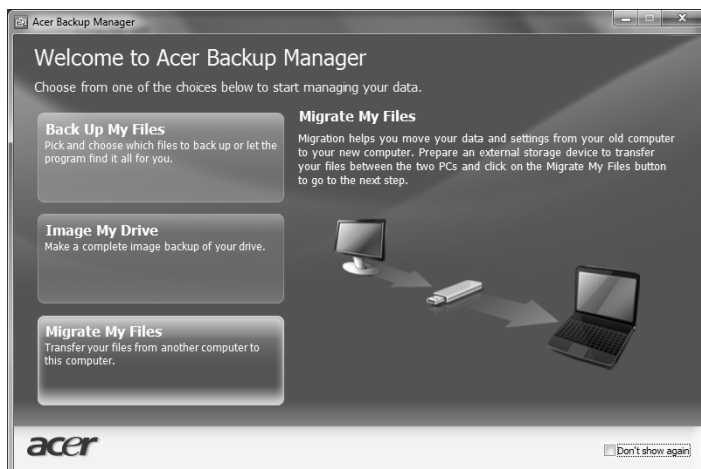 Acer Backup Manager
Welcome to Acer Backup Manager
Choose from one of the choices below to start managing your data.
Back Up My Files
Pick and choose which files to back up or let the
program find it all for you.
Image My Drive
Make a complete image backup of your drive.
Migrate My Files
Transfer your files from another computer to
this computer.
Migrate My Files
Migration helps you move your data and settings from your old computer
to your new computer. Prepare an external storage device to transfer
your files between the two PCs and click on the Migrate My Files button
to go to the next step.
acer
Don't show again